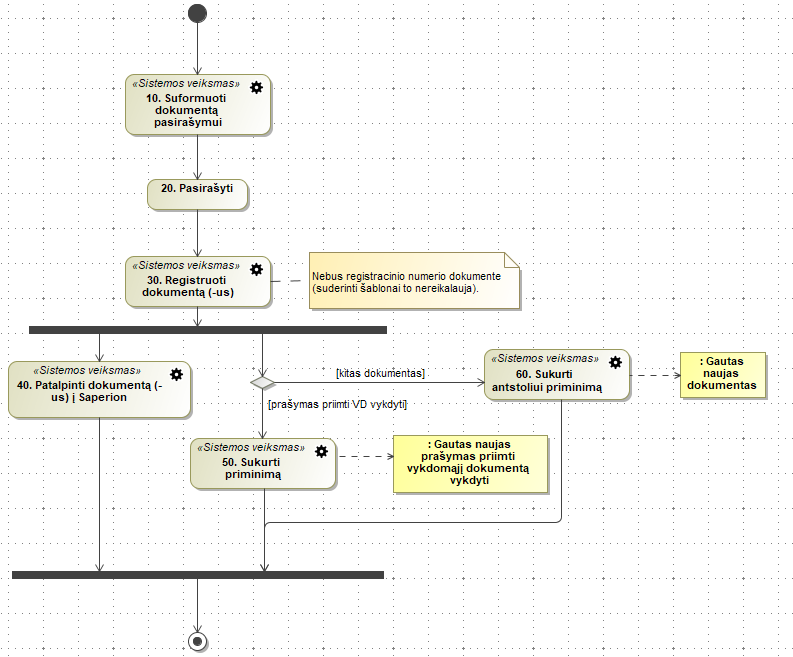 «Sistemos veiksmas»
10. Suformuoti
dokumentą
pasirašymui
20. Pasirašyti
«Sistemos veiksmas»
30. Registruoti
dokumentą (-us)
Nebus registracinio numerio dokumente
(suderinti šablonai to nereikalauja).
«Sistemos veiksmas»
40. Patalpinti dokumentą (-
us) į Saperion
[kitas dokumentas]
«Sistemos veiksmas»
60. Sukurti
antstoliui priminimą
: Gautas
naujas
dokumentas
[prašymas priimti VD vykdyti]
«Sistemos veiksmas»
50. Sukurti
priminimą
: Gautas naujas
prašymas priimti
vykdomąjį dokumentą
vykdyti